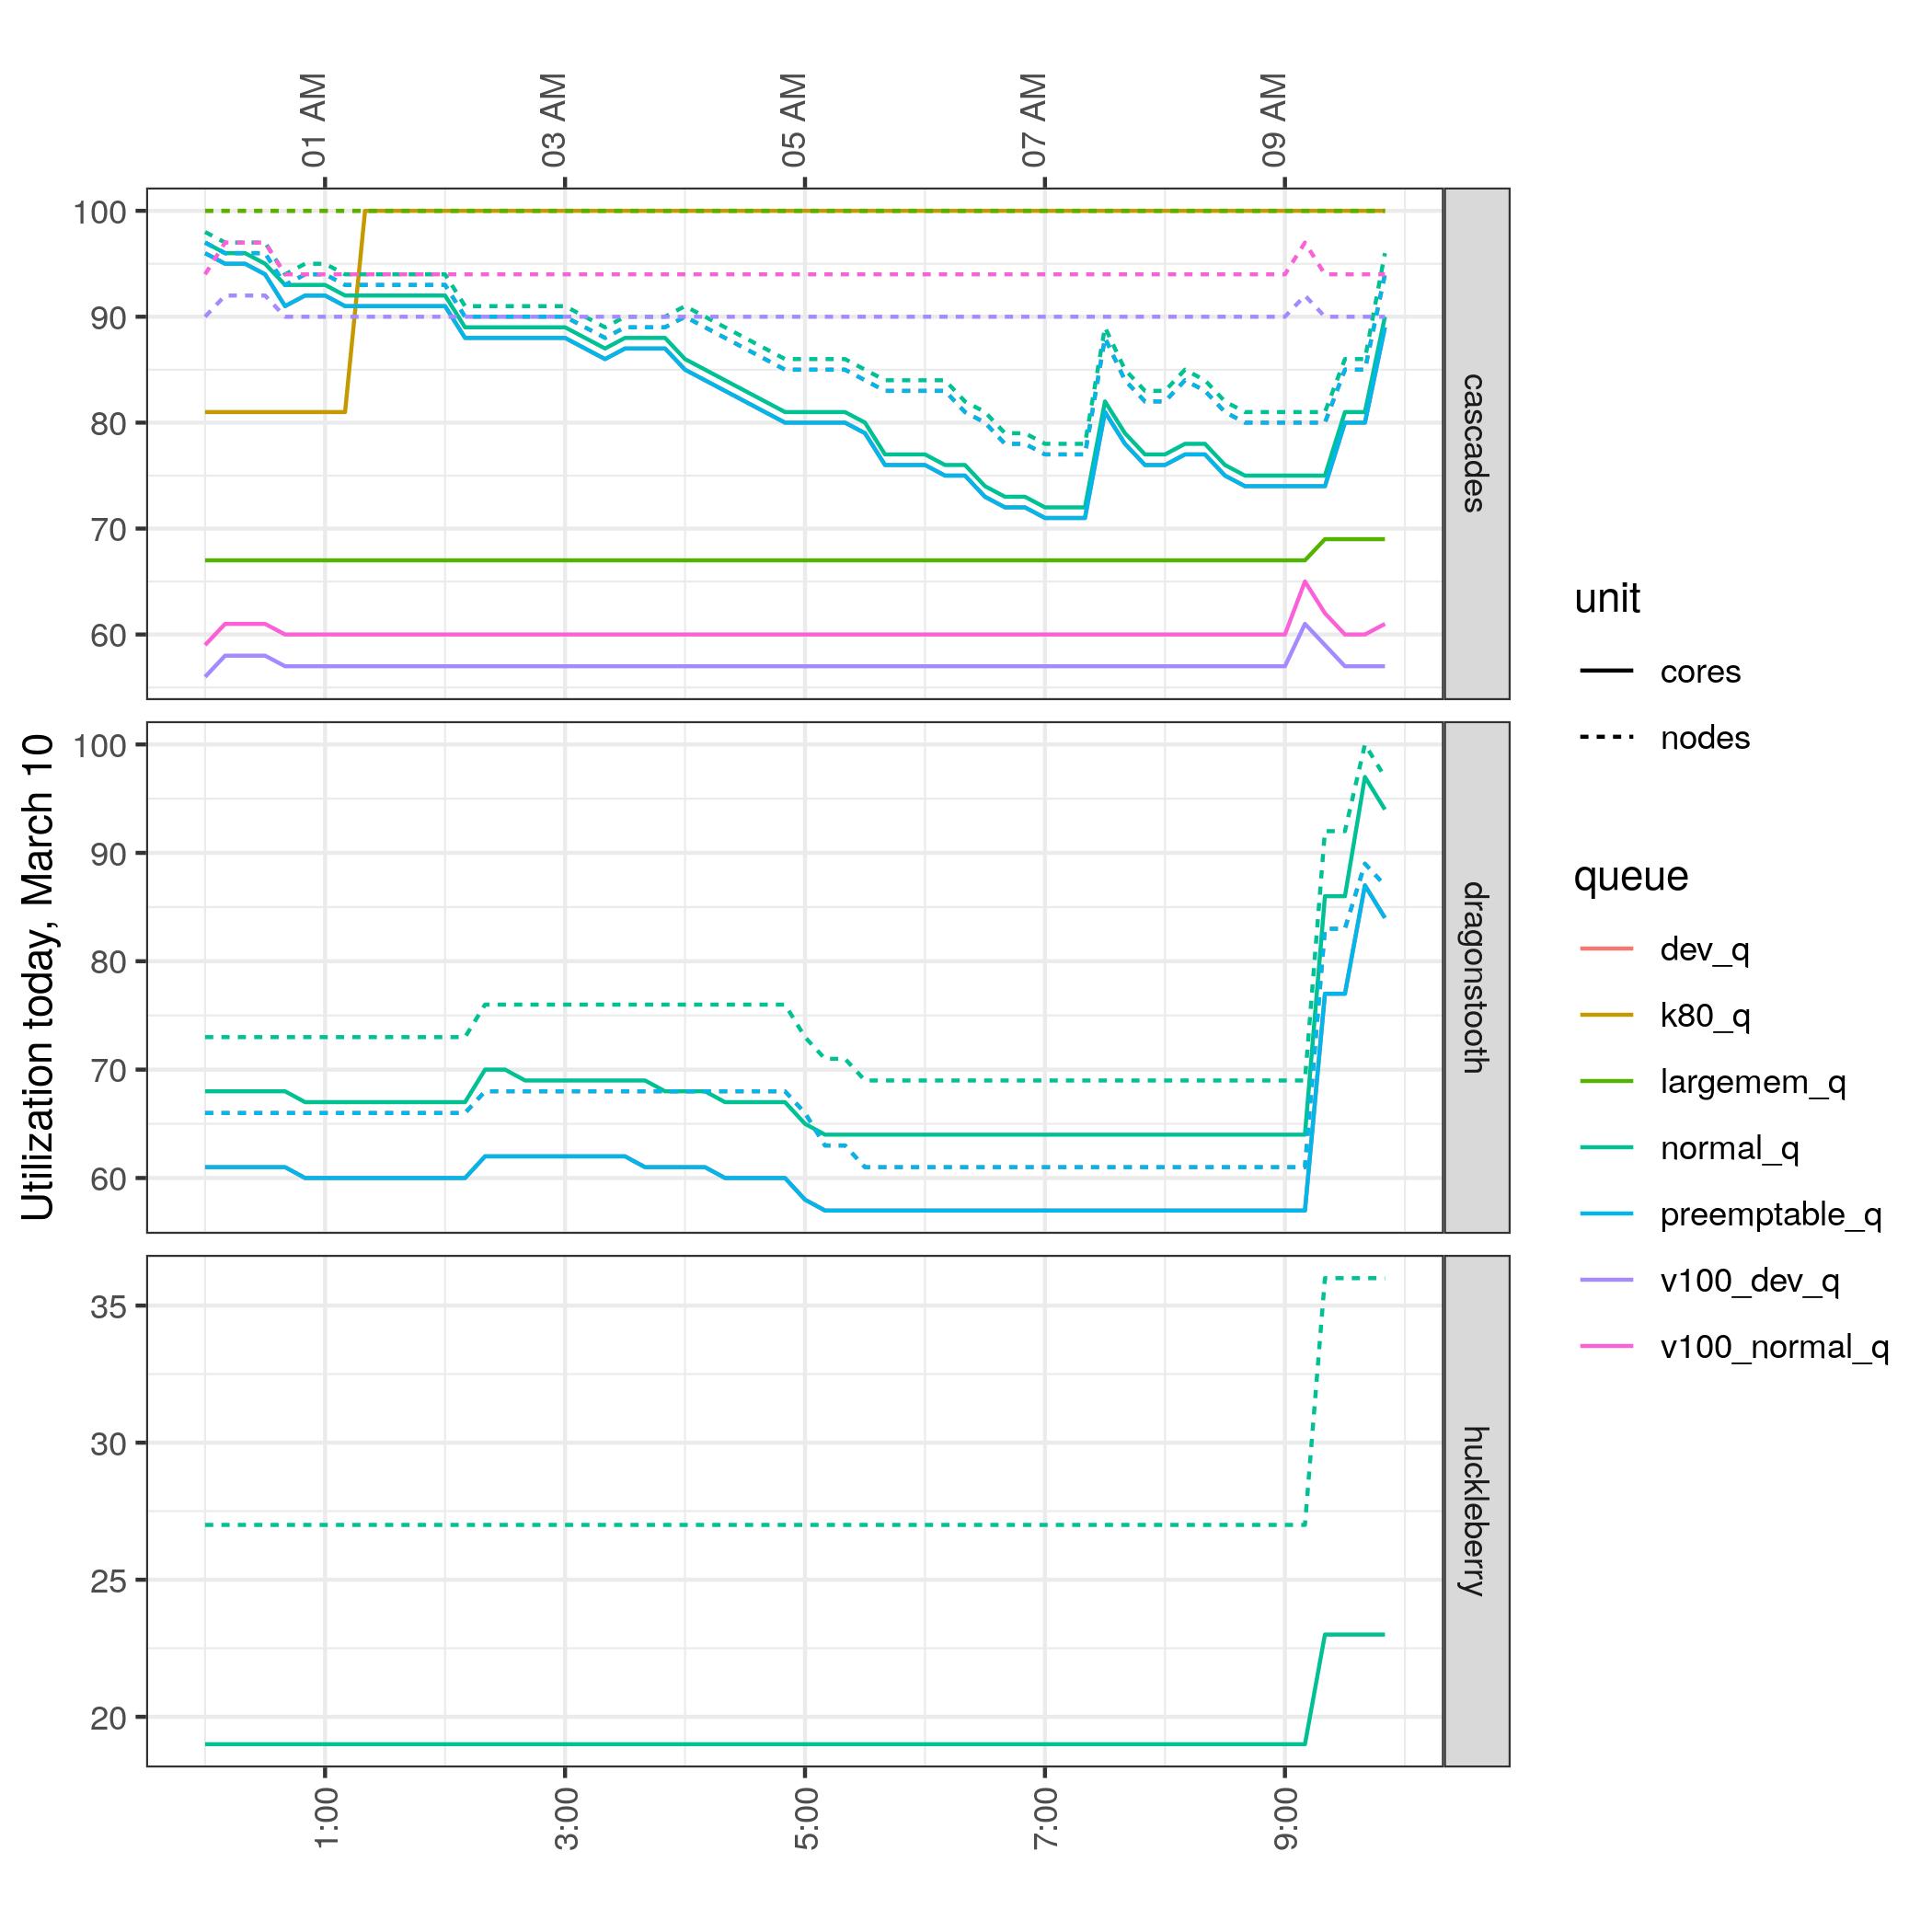 01 AM
03 AM
05 AM
07 AM
09 AM
100
90
80
70
60
cascades
Utilization today, March 10
100
90
80
70
60
dragonstooth
35
30
25
20
huckleberry
1:00
3:00
5:00
7:00
9:00
unit
cores
nodes
queue
dev_q
k80_q
largemem_q
normal_q
preemptable_q
v100_dev_q
v100_normal_q